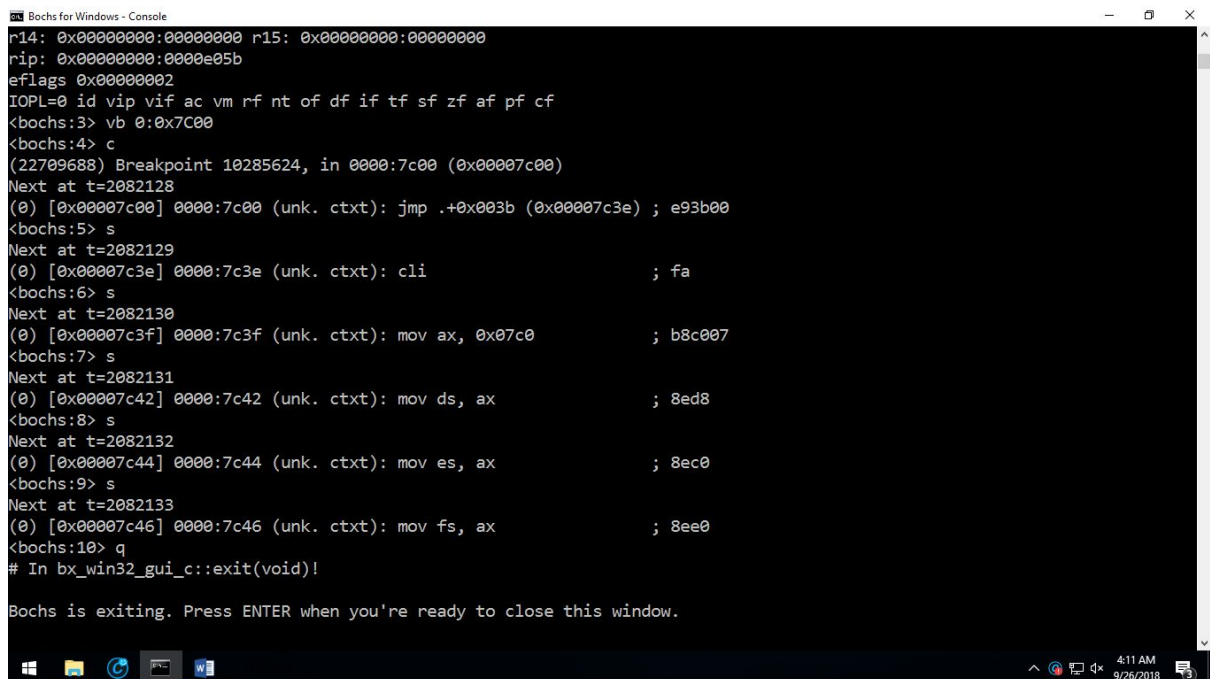 Bochs for Windows - Console
r14: 0x00000000:00000000 r15: 0x00000000:00000000
rip: 0x00000000:0000e05b
eflags 0x00000002
IOPL=0 id vip vif ac vm rf nt of df if tf sf zf af pf cf
<bochs:3> vb 0:0x7C00
<bochs:4> c
(22709688) Breakpoint 10285624, in 0000:7c00 (0x00007c00)
Next at t=2082128
(0) [0x00007c00] 0000:7c00 (unk. ctxt): jmp .+0x003b (0x00007c3e) ; e93b00
<bochs:5> s
Next at t=2082129
(0) [0x00007c3e] 0000:7c3e (unk. ctxt): cli ; fa
<bochs:6> s
Next at t=2082130
(0) [0x00007c3f] 0000:7c3f (unk. ctxt): mov ax, 0x07c0 ; b8c007
<bochs:7> s
Next at t=2082131
(0) [0x00007c42] 0000:7c42 (unk. ctxt): mov ds, ax ; 8ed8
<bochs:8> s
Next at t=2082132
(0) [0x00007c44] 0000:7c44 (unk. ctxt): mov es, ax ; 8ec0
<bochs:9> s
Next at t=2082133
(0) [0x00007c46] 0000:7c46 (unk. ctxt): mov fs, ax ; 8ee0
<bochs:10> q
# In bx_win32_gui_c::exit(void)!
Bochs is exiting. Press ENTER when you're ready to close this window.
4:11 AM
9/26/2018